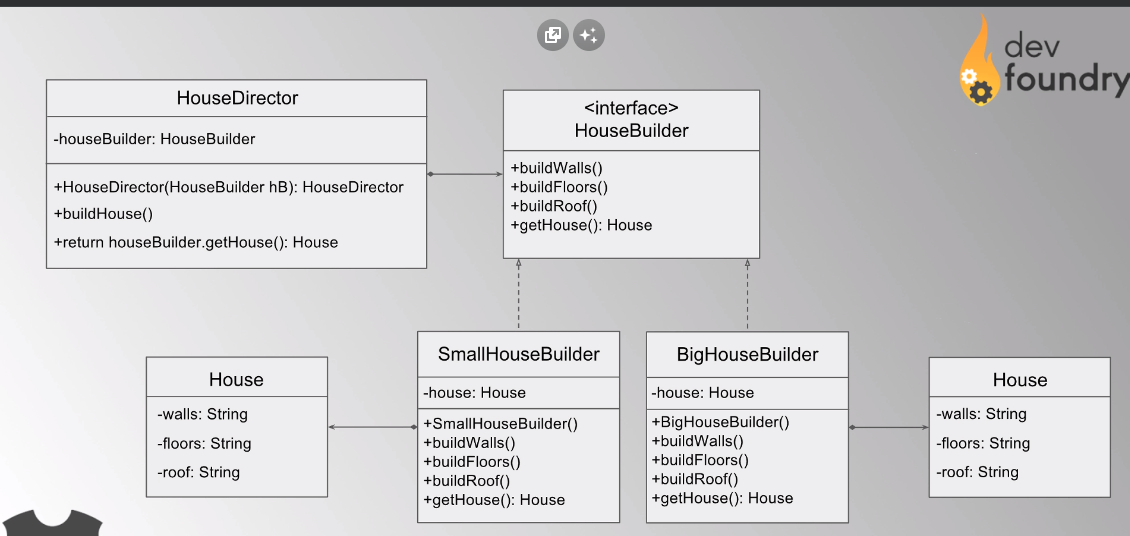 dev
foundry
HouseDirector
-houseBuilder: HouseBuilder
+HouseDirector(HouseBuilder hB): HouseDirector
+buildHouse()
+return houseBuilder.getHouse(): House
<interface>
HouseBuilder
+buildWalls()
+buildFloors()
+buildRoof()
+getHouse(): House
House
-walls: String
-floors: String
-roof: String
SmallHouseBuilder
-house: House
+SmallHouseBuilder()
+buildWalls()
+buildFloors()
+buildRoof()
+getHouse(): House
BigHouseBuilder
-house: House
+BigHouseBuilder()
+buildWalls()
+buildFloors()
+buildRoof()
+getHouse(): House
House
-walls: String
-floors: String
-roof: String